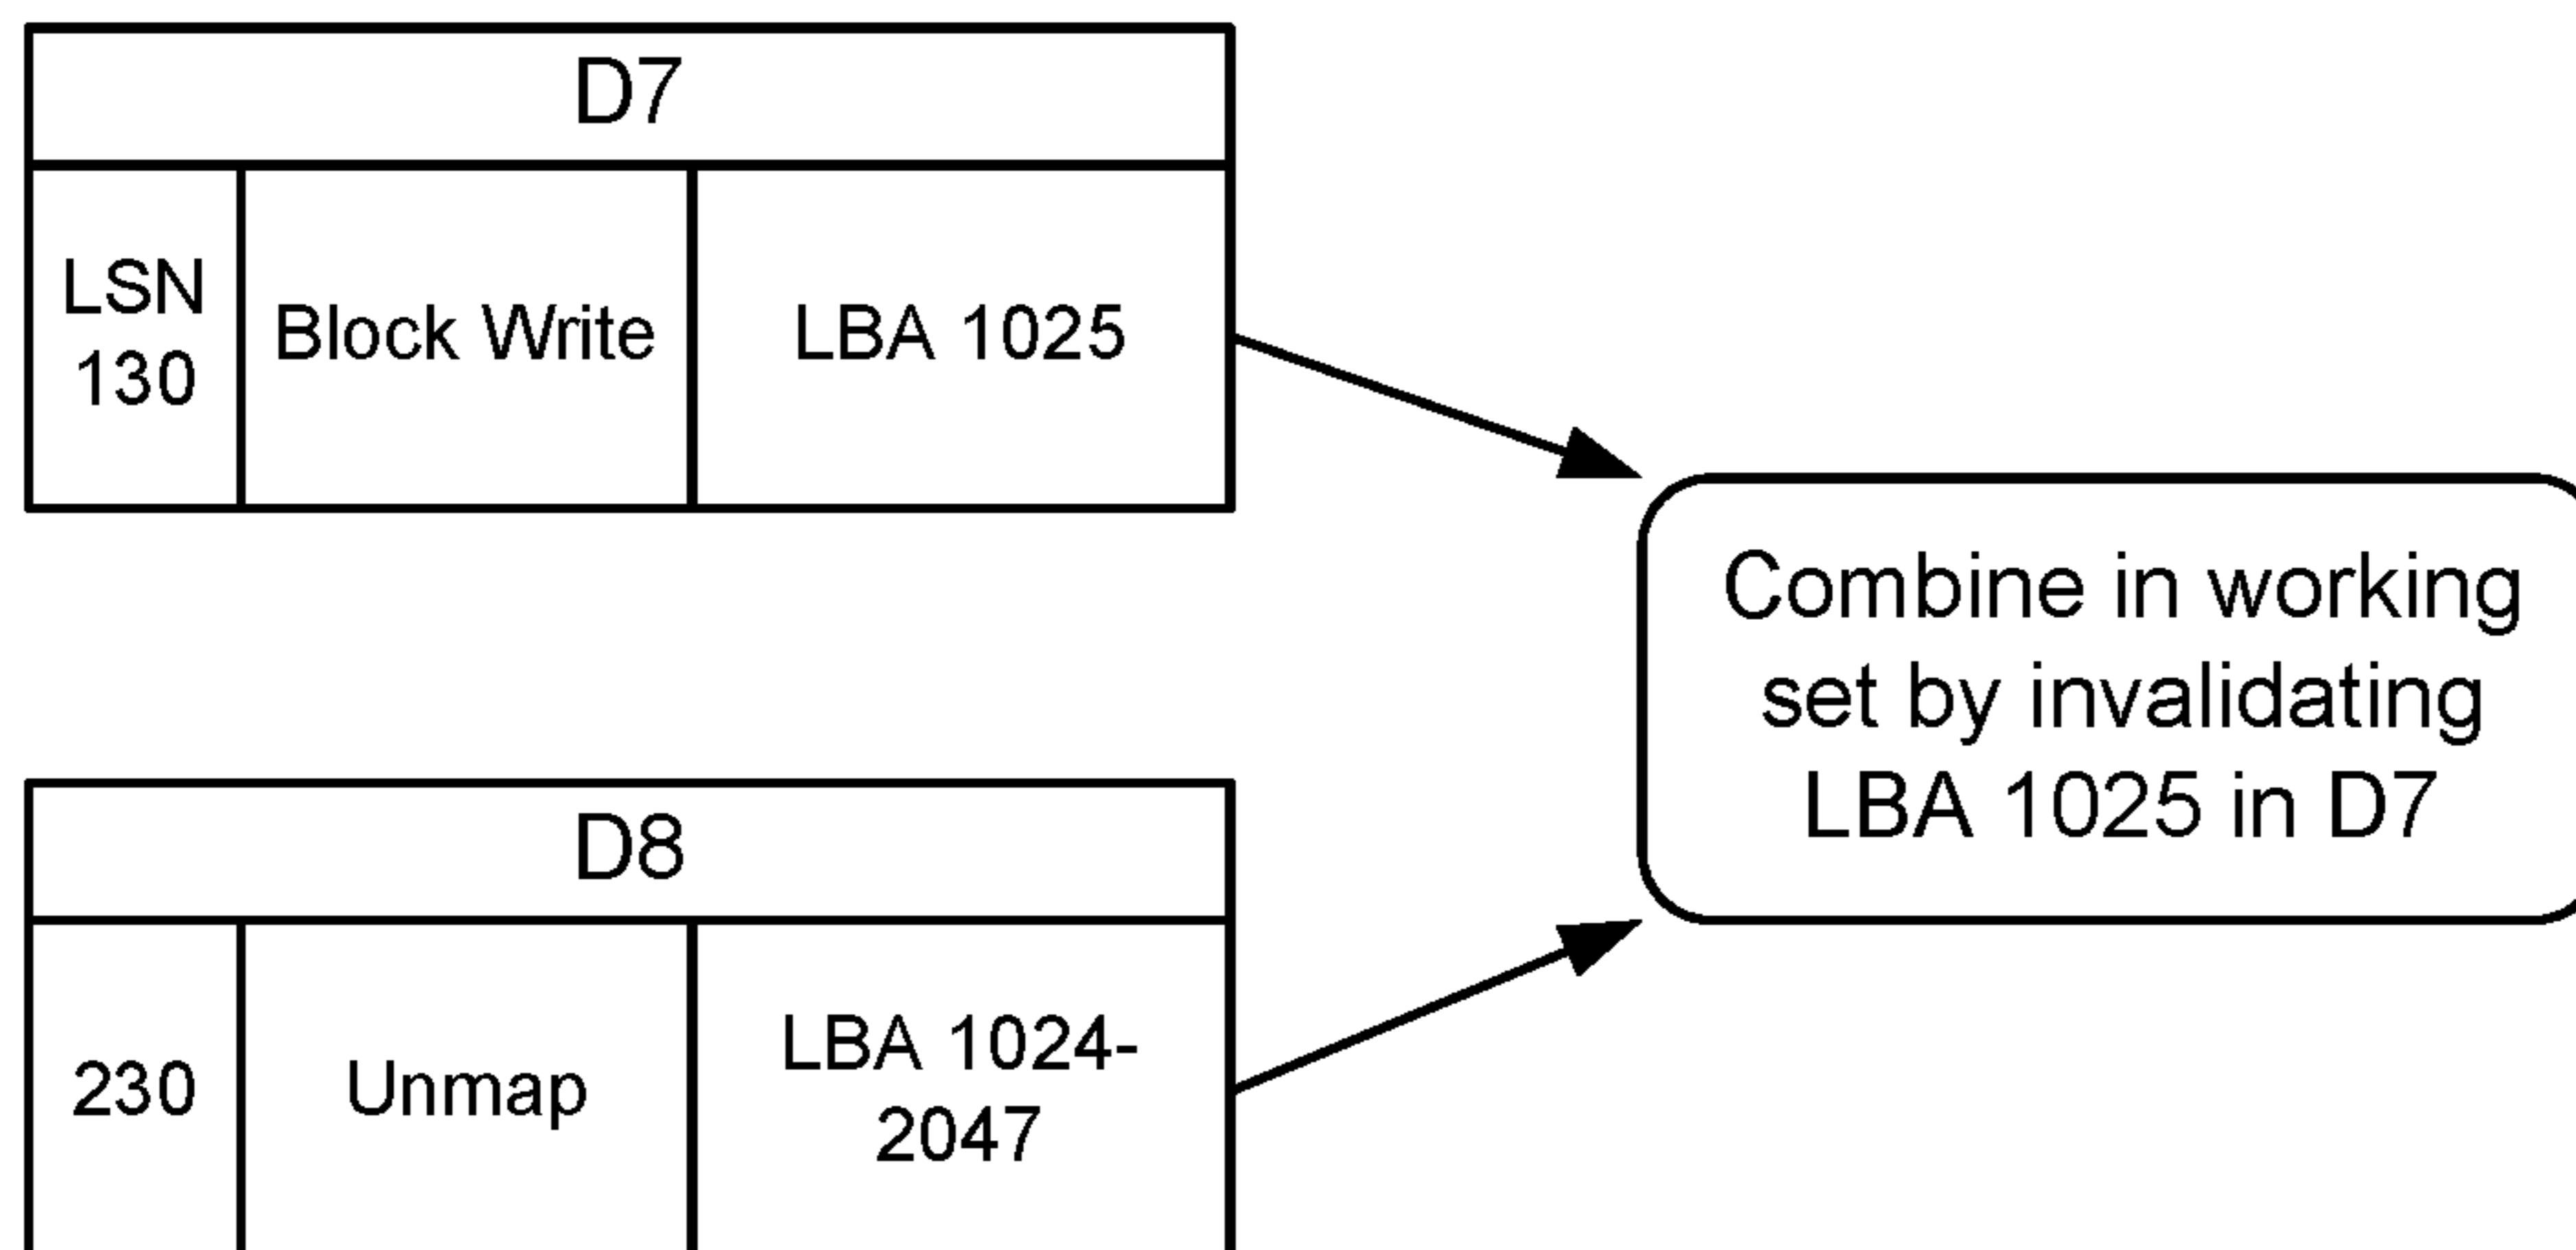 D7
LSN
130
Block Write
LBA 1025
Combine in working
set by invalidating
LBA 1025 in D7
D8
230
Unmap
LBA 1024-
2047